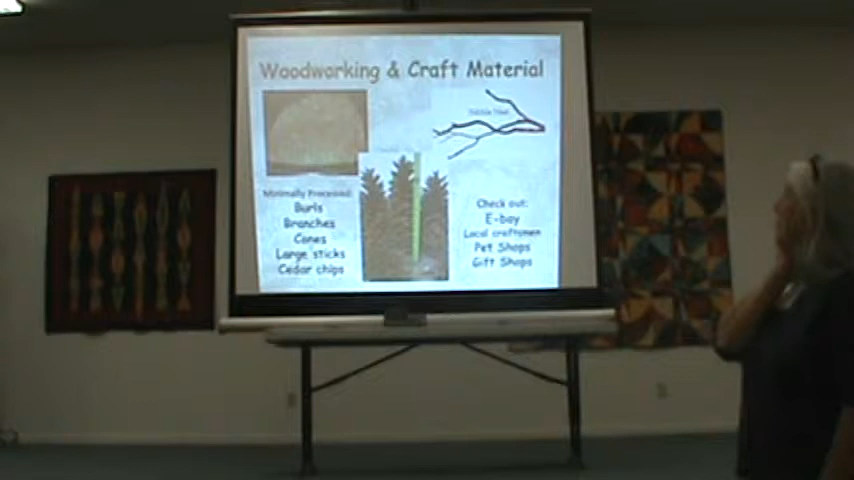 Woodworking & Craft Material
Minimally Processed:
Burls
Branches
Cones
Large sticks
Cedar chips
Check out:
E-bay
Local craftsmen
Pet Shops
Gift Shops